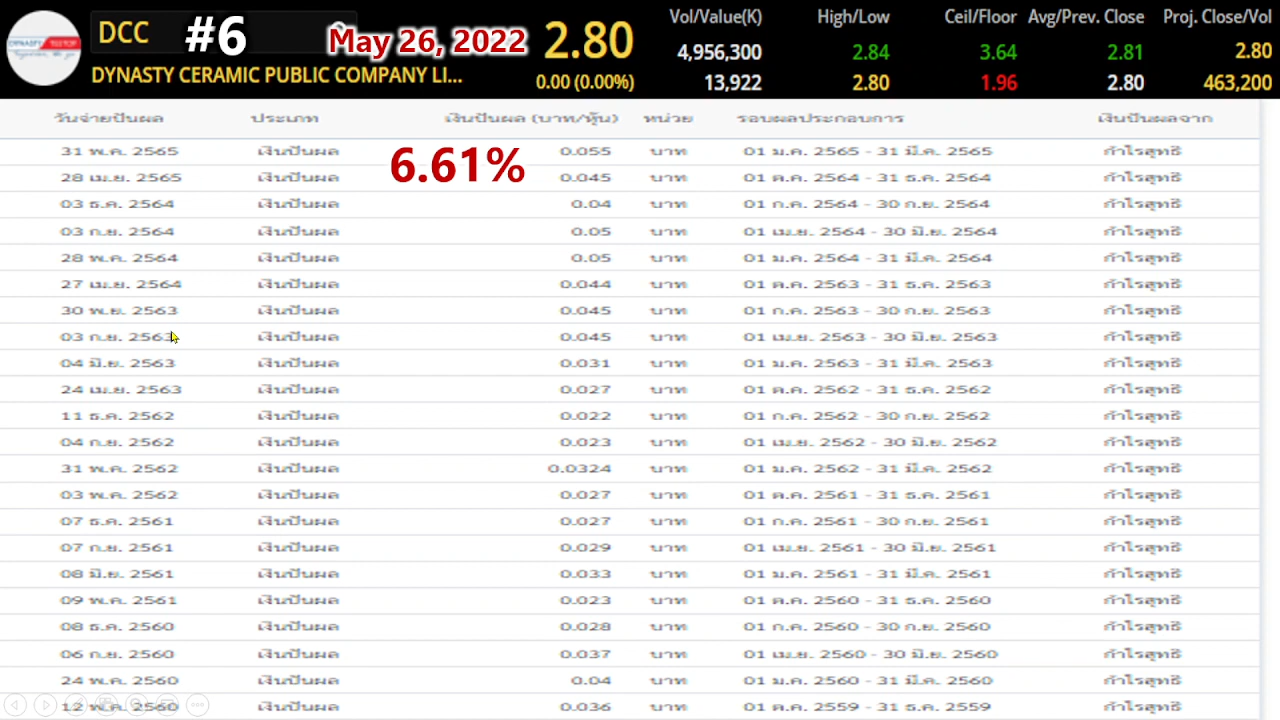 DCC #6 May 26, 2022 2.80
DYNASTY CERAMIC PUBLIC COMPANY LI... 0.00 (0.00%)
Vol/Value(K) High/Low Ceil/Floor Avg/Prev. Close Proj. Close/Vol
4,956,300 2.84 3.64 2.81 2.80
13,922 2.80 1.96 2.80 463,200
วันจ่ายปันผล ประเภท เงินปันผล (บาท/หุ้น) หน่วย รอบผลประกอบการ เงินปันผลจาก
6.61%
31 พ.ค. 2565 เงินปันผล 0.055 บาท 01 ม.ค. 2565 - 31 มี.ค. 2565 กำไรสุทธิ
28 เม.ย. 2565 เงินปันผล 0.045 บาท 01 ต.ค. 2564 - 31 ธ.ค. 2564 กำไรสุทธิ
03 ธ.ค. 2564 เงินปันผล 0.04 บาท 01 ก.ค. 2564 - 30 ก.ย. 2564 กำไรสุทธิ
03 ก.ย. 2564 เงินปันผล 0.05 บาท 01 เม.ย. 2564 - 30 มิ.ย. 2564 กำไรสุทธิ
28 พ.ค. 2564 เงินปันผล 0.05 บาท 01 ม.ค. 2564 - 31 มี.ค. 2564 กำไรสุทธิ
27 เม.ย. 2564 เงินปันผล 0.044 บาท 01 ต.ค. 2563 - 31 ธ.ค. 2563 กำไรสุทธิ
30 พ.ย. 2563 เงินปันผล 0.045 บาท 01 ก.ค. 2563 - 30 ก.ย. 2563 กำไรสุทธิ
03 ก.ย. 2563 เงินปันผล 0.045 บาท 01 เม.ย. 2563 - 30 มิ.ย. 2563 กำไรสุทธิ
04 มิ.ย. 2563 เงินปันผล 0.031 บาท 01 ม.ค. 2563 - 31 มี.ค. 2563 กำไรสุทธิ
24 เม.ย. 2563 เงินปันผล 0.027 บาท 01 ต.ค. 2562 - 31 ธ.ค. 2562 กำไรสุทธิ
11 ธ.ค. 2562 เงินปันผล 0.022 บาท 01 ก.ค. 2562 - 30 ก.ย. 2562 กำไรสุทธิ
04 ก.ย. 2562 เงินปันผล 0.023 บาท 01 เม.ย. 2562 - 30 มิ.ย. 2562 กำไรสุทธิ
31 พ.ค. 2562 เงินปันผล 0.0324 บาท 01 ม.ค. 2562 - 31 มี.ค. 2562 กำไรสุทธิ
03 พ.ค. 2562 เงินปันผล 0.027 บาท 01 ต.ค. 2561 - 31 ธ.ค. 2561 กำไรสุทธิ
07 ธ.ค. 2561 เงินปันผล 0.027 บาท 01 ก.ค. 2561 - 30 ก.ย. 2561 กำไรสุทธิ
07 ก.ย. 2561 เงินปันผล 0.029 บาท 01 เม.ย. 2561 - 30 มิ.ย. 2561 กำไรสุทธิ
08 มิ.ย. 2561 เงินปันผล 0.033 บาท 01 ม.ค. 2561 - 31 มี.ค. 2561 กำไรสุทธิ
09 พ.ค. 2561 เงินปันผล 0.023 บาท 01 ต.ค. 2560 - 31 ธ.ค. 2560 กำไรสุทธิ
08 ธ.ค. 2560 เงินปันผล 0.028 บาท 01 ก.ค. 2560 - 30 ก.ย. 2560 กำไรสุทธิ
06 ก.ย. 2560 เงินปันผล 0.037 บาท 01 เม.ย. 2560 - 30 มิ.ย. 2560 กำไรสุทธิ
24 พ.ค. 2560 เงินปันผล 0.04 บาท 01 ม.ค. 2560 - 31 มี.ค. 2560 กำไรสุทธิ
12 พ.ค. 2560 เงินปันผล 0.036 บาท 01 ต.ค. 2559 - 31 ธ.ค. 2559 กำไรสุทธิ